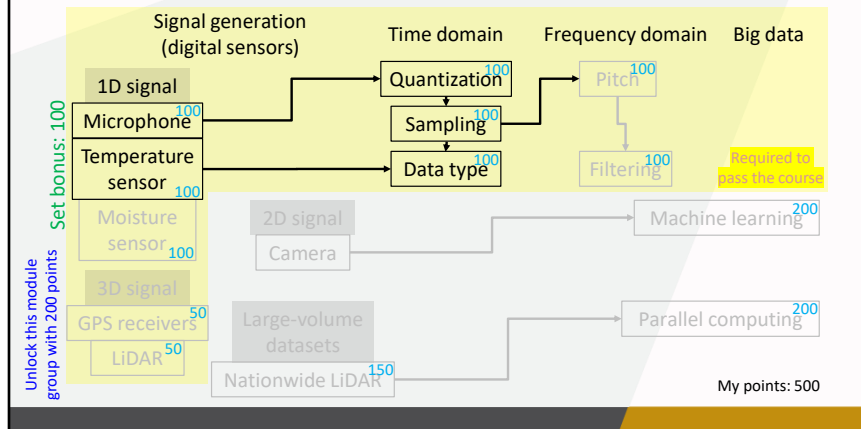 Signal generation
(digital sensors)
Time domain
Frequency domain
Big data
Set bonus: 100
1D signal
Microphone 100
Temperature
sensor
100
Quantization 100
Sampling 100
Data type 100
Pitch 100
Filtering 100
Required to
pass the course
Moisture
sensor
100
2D signal
Camera
Machine learning 200
Unlock this module
group with 200 points
3D signal
GPS receivers 50
LiDAR 50
Large-volume
datasets
Nationwide LiDAR 150
Parallel computing 200
My points: 500